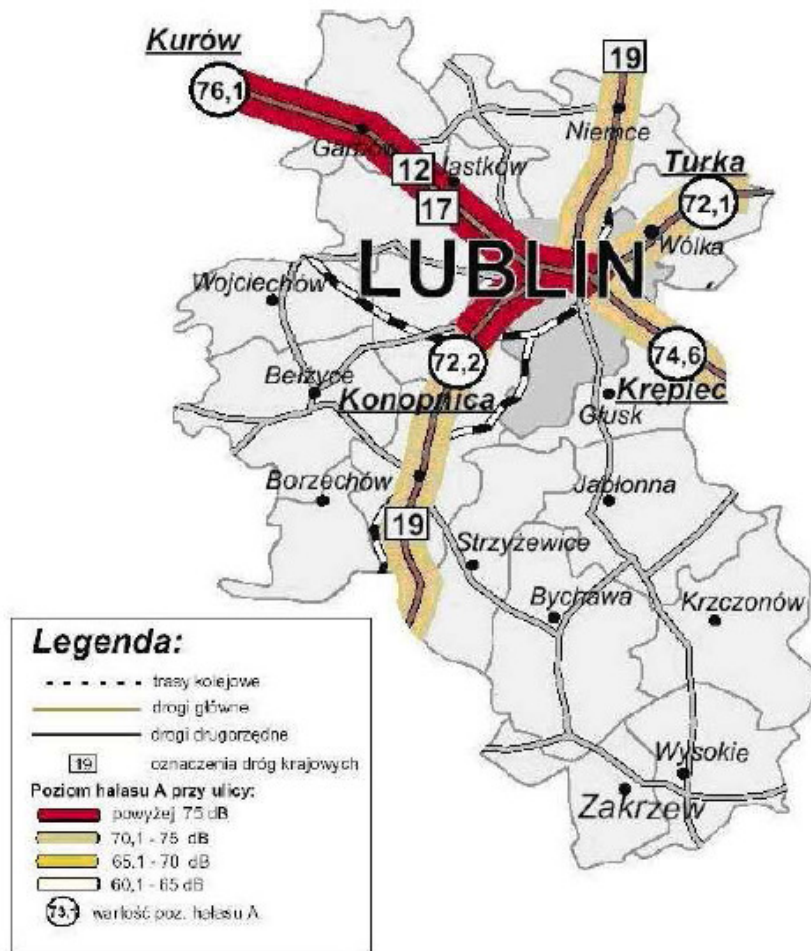 Kurów
76,1
19
Niemce
Garbów
12
Jastków
17
Turka
72,1
Wólka
LUBLIN
Wojciechów
72,2
74,6
Bełżyce
Konopnica
Krępiec
Głusk
Borzechów
Jabłonna
19
Strzyżewice
Bychawa
Krzczonów
Wysokie
Zakrzew
Legenda:
trasy kolejowe
drogi główne
drogi drugorzędne
19 oznaczenia dróg krajowych
Poziom hałasu A przy ulicy:
powyżej 75 dB
70,1 - 75 dB
65,1 - 70 dB
60,1 - 65 dB
wartość poz. hałasu A